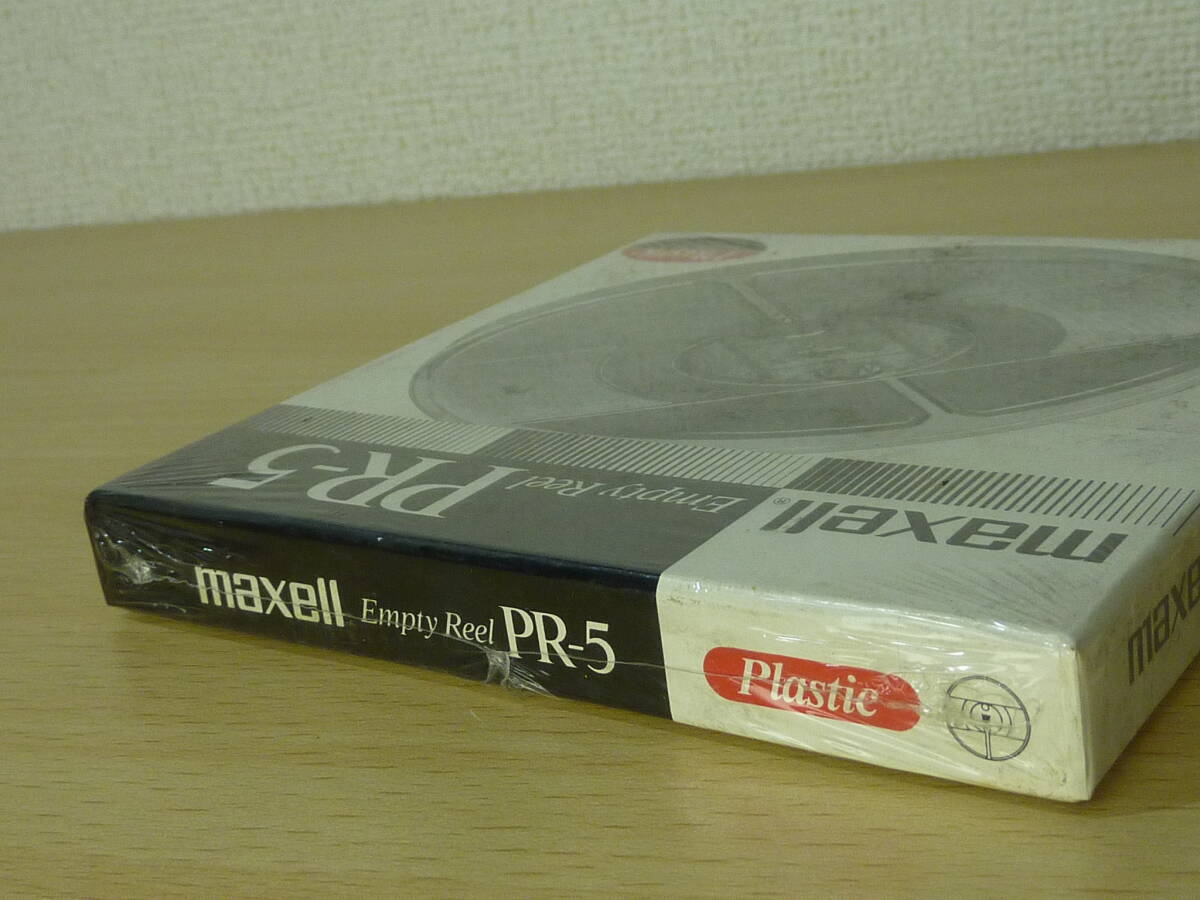 Empty Reel PR-5
maxell®
maxell Empty Reel PR-5
Plastic
maxell